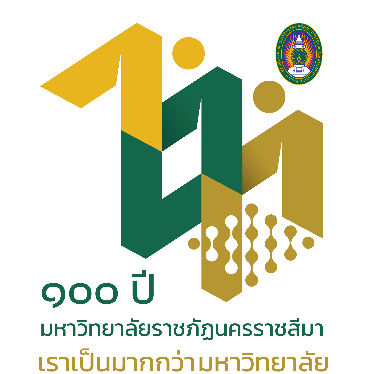 ๑๐๐ ปี
มหาวิทยาลัยราชภัฏนครราชสีมา
เราเป็นมากกว่ามหาวิทยาลัย